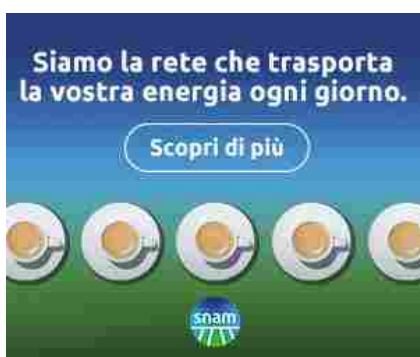 Siamo la rete che trasporta
la vostra energia ogni giorno.
Scopri di più
snam